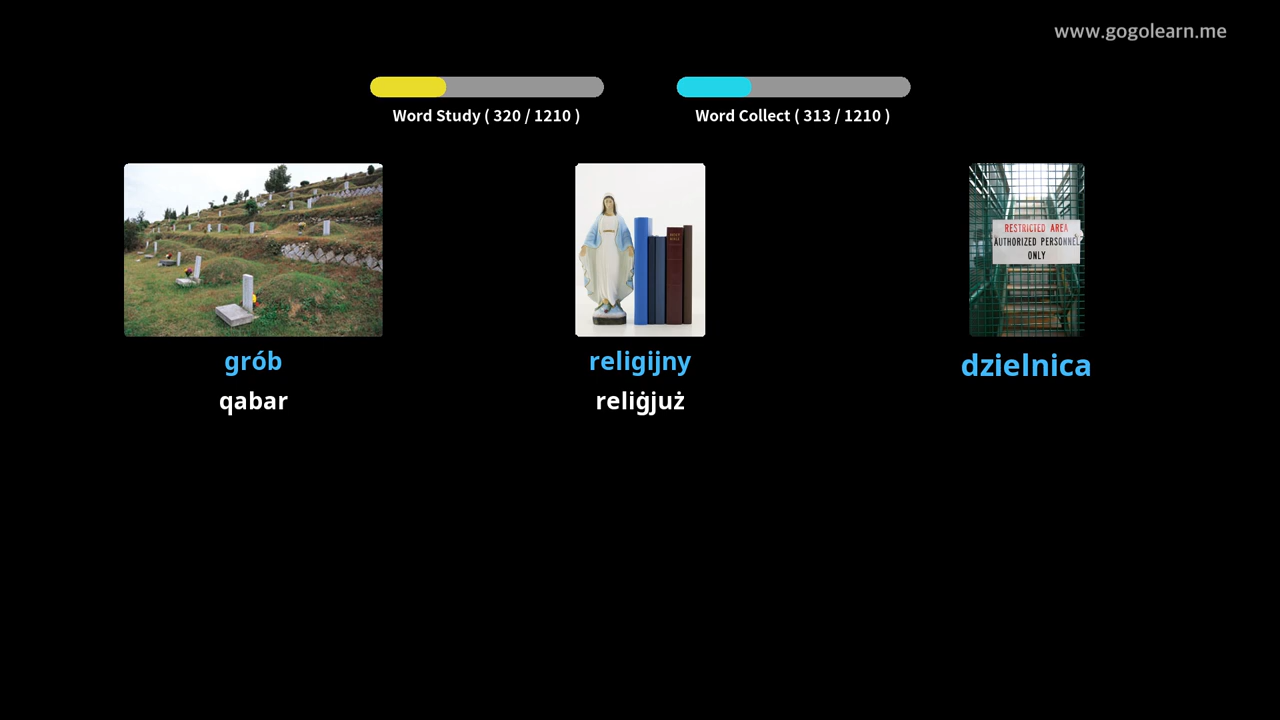 www.gogolearn.me
Word Study ( 320 / 1210 )
Word Collect ( 313 / 1210 )
RESTRICTED AREA
AUTHORIZED PERSONNEL
ONLY
grób
religijny
dzielnica
qabar
reliġjuż